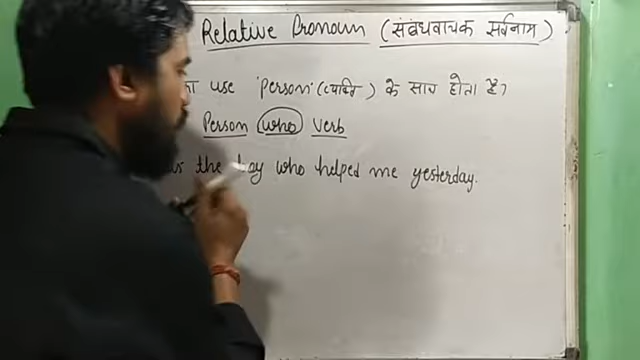 Relative Pronoun (संबंधवाचक सर्वनाम)
का use 'Person' (व्यक्ति) के साथ होता है?
Person who Verb
the boy who helped me yesterday.